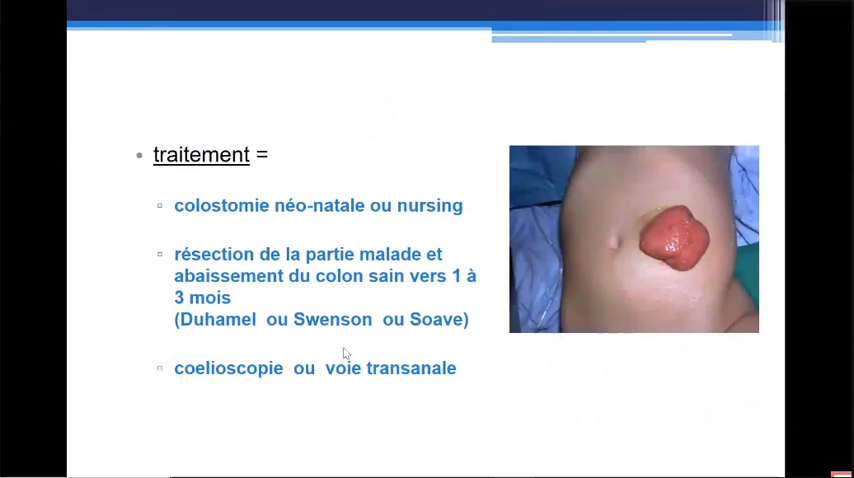 traitement =
colostomie néo-natale ou nursing
résection de la partie malade et
abaissement du colon sain vers 1 à
3 mois
(Duhamel ou Swenson ou Soave)
coelioscopie ou voie transanale